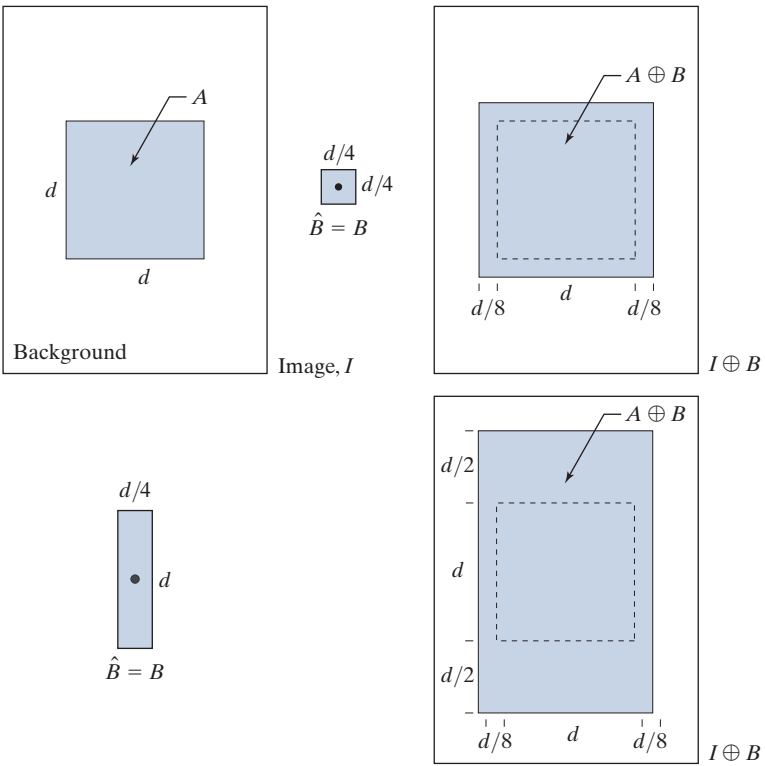 A
d
d
Background
Image, I
d/4
d/4
B̂ = B
A ⊕ B
d/8
d
d/8
I ⊕ B
d/4
d
B̂ = B
A ⊕ B
d/2
d
d/2
d/8
d
d/8
I ⊕ B